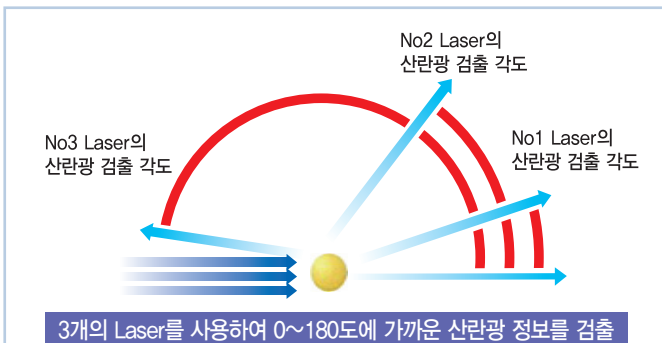 No2 Laser의
산란광 검출 각도
No1 Laser의
산란광 검출 각도
No3 Laser의
산란광 검출 각도
3개의 Laser를 사용하여 0~180도에 가까운 산란광 정보를 검출